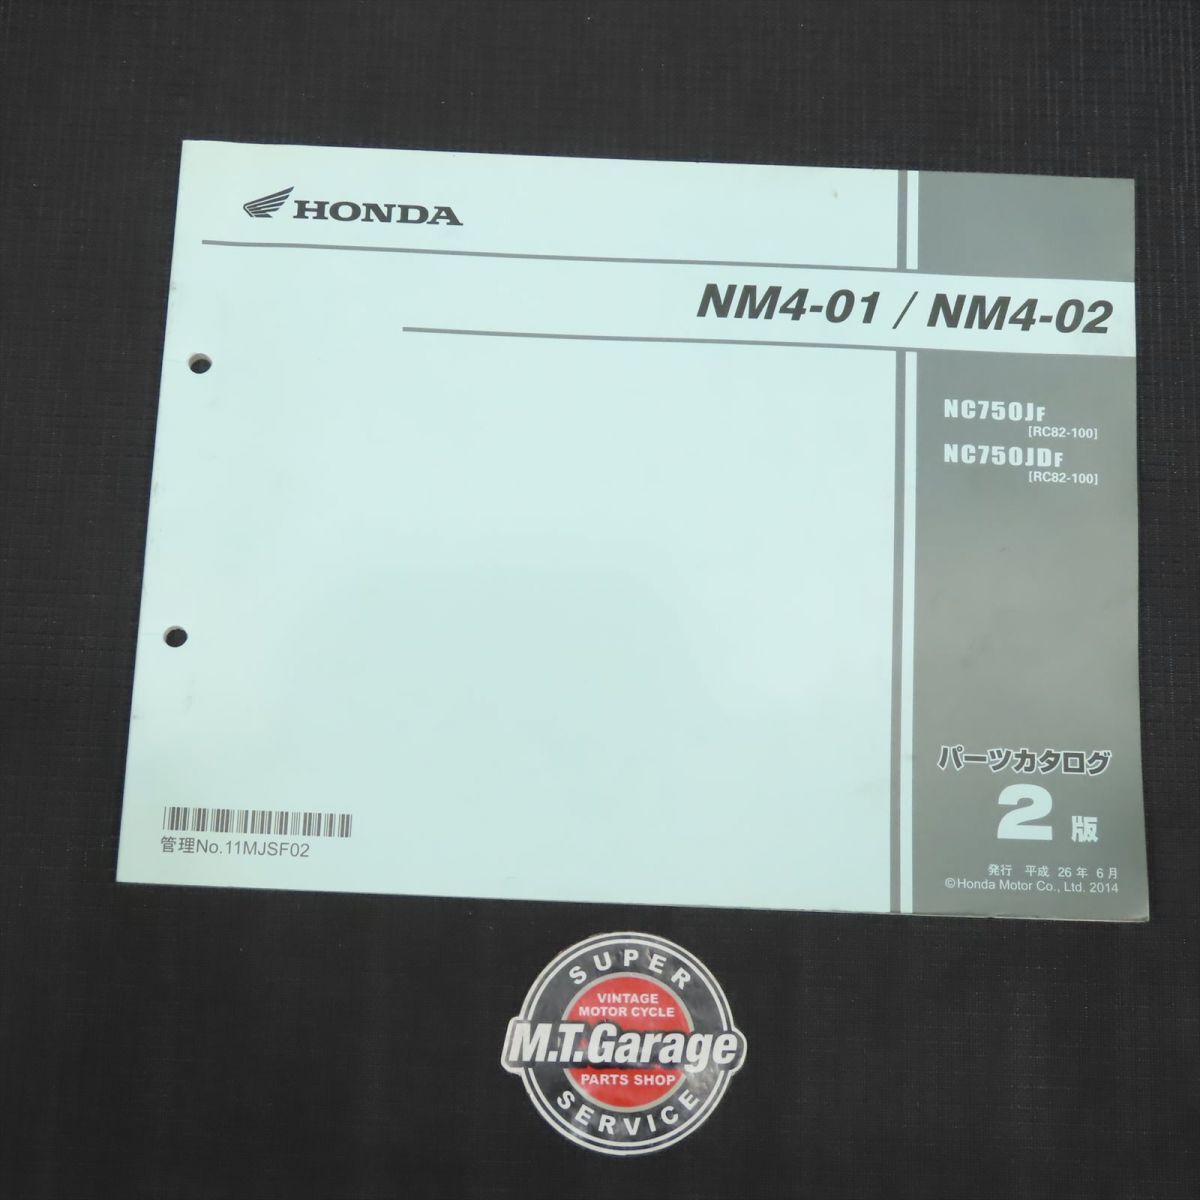 HONDA
NM4-01 / NM4-02
NC750JF
[RC82-100]
NC750JDF
[RC82-100]
パーツカタログ
2版
発行 平成 26年 6月
©Honda Motor Co., Ltd. 2014
管理No.11MJSF02
SUPER
VINTAGE
MOTOR CYCLE
M.T.Garage
PARTS SHOP
SERVICE